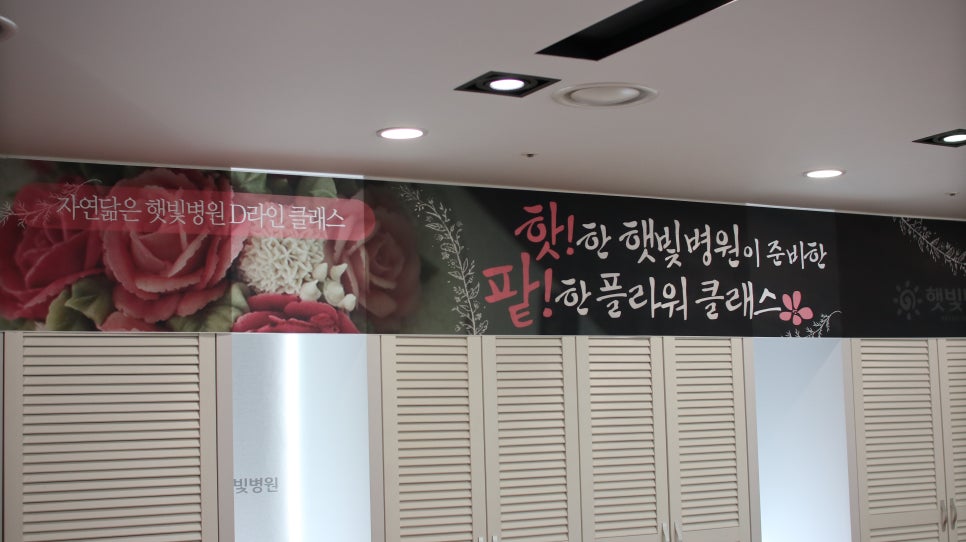 자연닮은 햇빛병원 D라인 클래스
핫!한 햇빛병원이 준비한
팥!한 플라워 클래스
햇빛
빛병원